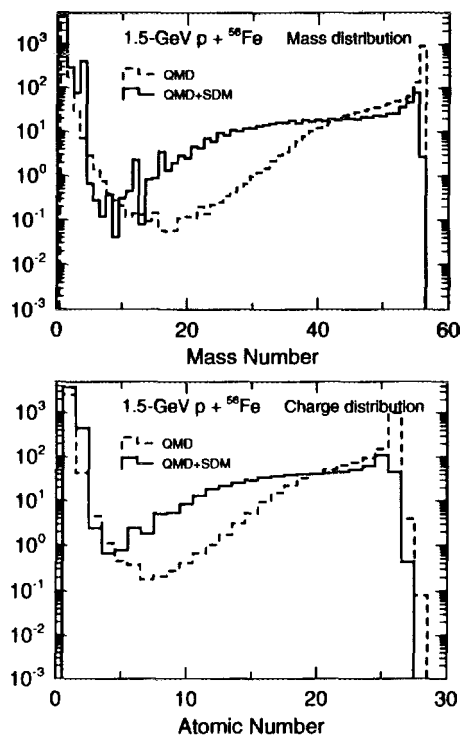 1.5-GeV p + ⁵⁶Fe Mass distribution
QMD
QMD+SDM
10³
10²
10¹
10⁰
10⁻¹
10⁻²
10⁻³
0 20 40 60
Mass Number
1.5-GeV p + ⁵⁶Fe Charge distribution
QMD
QMD+SDM
10³
10²
10¹
10⁰
10⁻¹
10⁻²
10⁻³
0 10 20 30
Atomic Number